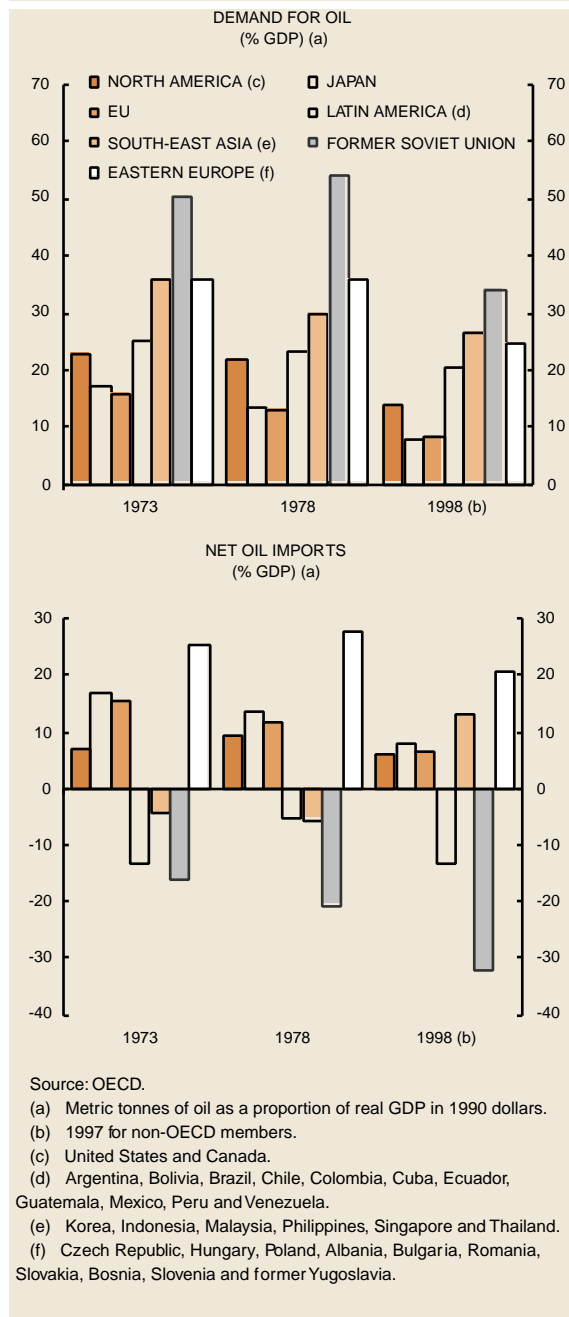 DEMAND FOR OIL
(% GDP) (a)
NORTH AMERICA (c)
JAPAN
EU
LATIN AMERICA (d)
SOUTH-EAST ASIA (e)
FORMER SOVIET UNION
EASTERN EUROPE (f)
70 70
60 60
50 50
40 40
30 30
20 20
10 10
0 0
1973 1978 1998 (b)
NET OIL IMPORTS
(% GDP) (a)
30 30
20 20
10 10
0 0
-10 -10
-20 -20
-30 -30
-40 -40
1973 1978 1998 (b)
Source: OECD.
(a) Metric tonnes of oil as a proportion of real GDP in 1990 dollars.
(b) 1997 for non-OECD members.
(c) United States and Canada.
(d) Argentina, Bolivia, Brazil, Chile, Colombia, Cuba, Ecuador,
Guatemala, Mexico, Peru and Venezuela.
(e) Korea, Indonesia, Malaysia, Philippines, Singapore and Thailand.
(f) Czech Republic, Hungary, Poland, Albania, Bulgaria, Romania,
Slovakia, Bosnia, Slovenia and former Yugoslavia.